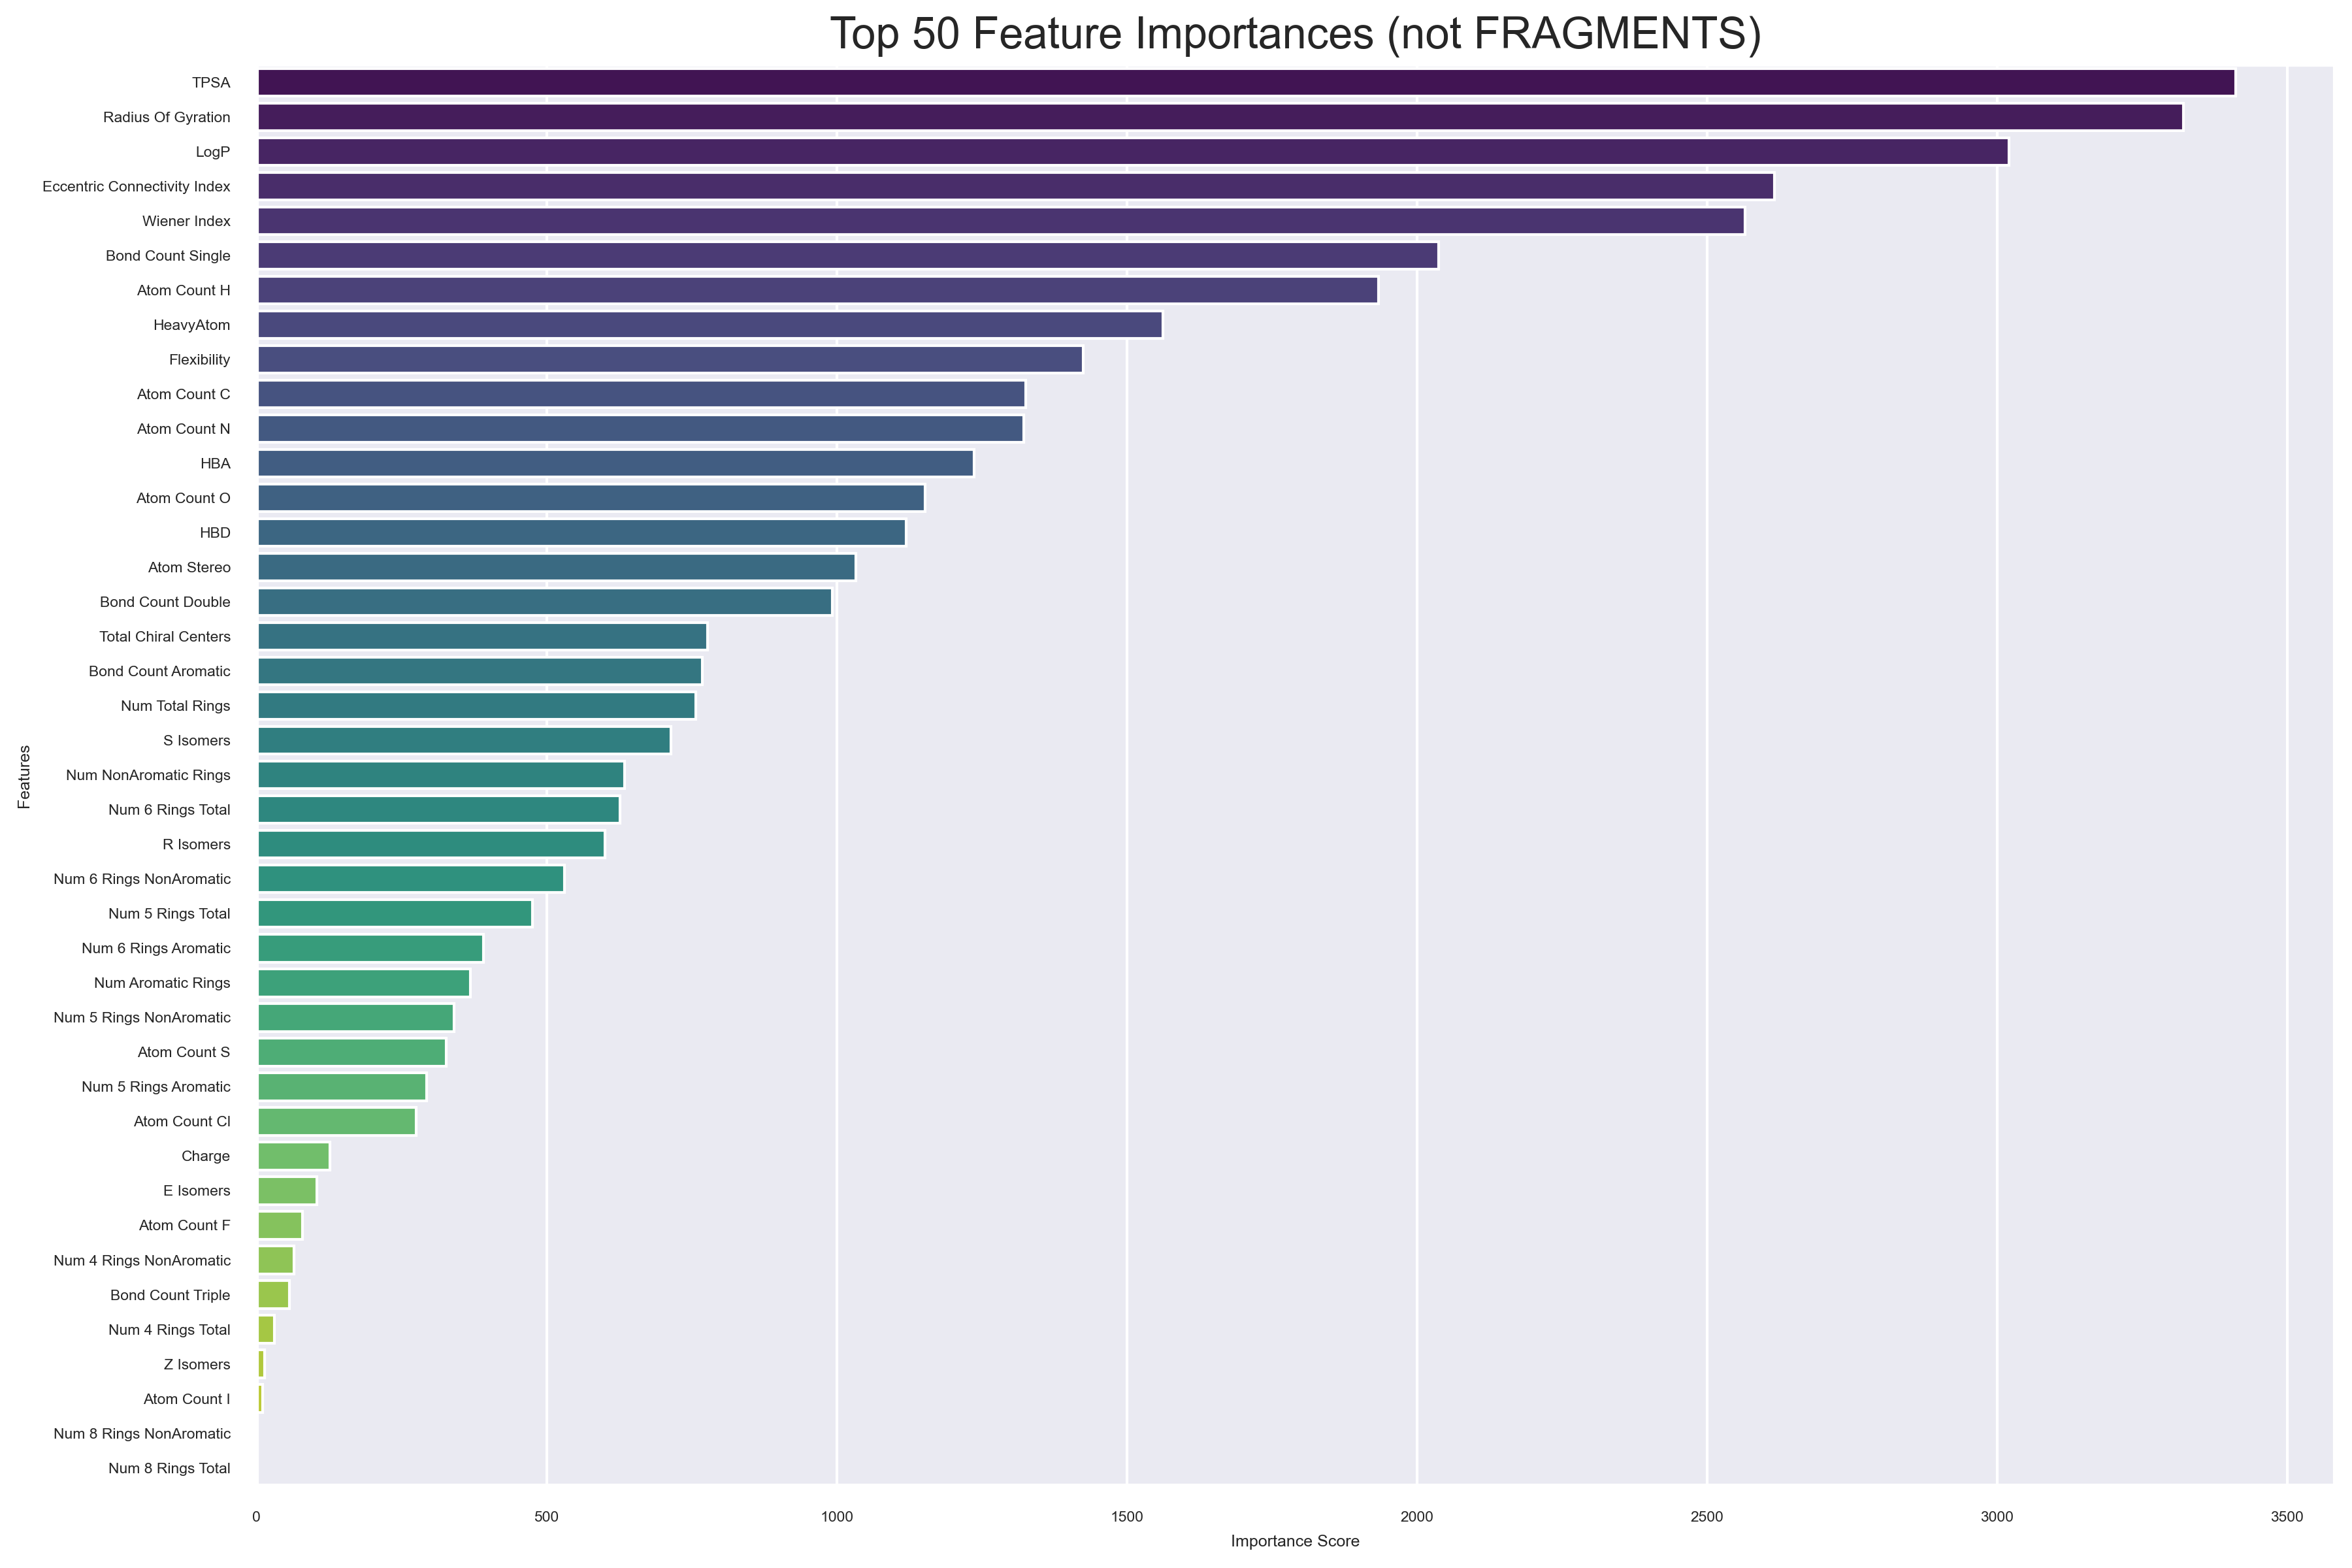 Top 50 Feature Importances (not FRAGMENTS)
TPSA
Radius Of Gyration
LogP
Eccentric Connectivity Index
Wiener Index
Bond Count Single
Atom Count H
HeavyAtom
Flexibility
Atom Count C
Atom Count N
HBA
Atom Count O
HBD
Atom Stereo
Bond Count Double
Total Chiral Centers
Bond Count Aromatic
Num Total Rings
S Isomers
Num NonAromatic Rings
Num 6 Rings Total
R Isomers
Num 6 Rings NonAromatic
Num 5 Rings Total
Num 6 Rings Aromatic
Num Aromatic Rings
Num 5 Rings NonAromatic
Atom Count S
Num 5 Rings Aromatic
Atom Count Cl
Charge
E Isomers
Atom Count F
Num 4 Rings NonAromatic
Bond Count Triple
Num 4 Rings Total
Z Isomers
Atom Count I
Num 8 Rings NonAromatic
Num 8 Rings Total
Features
0 500 1000 1500 2000 2500 3000 3500
Importance Score